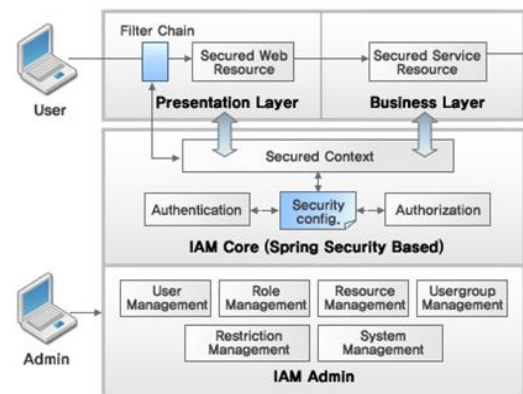 Filter Chain
Secured Web
Resource
Secured Service
Resource
User
Presentation Layer
Business Layer
Secured Context
Authentication
Security
config.
Authorization
IAM Core (Spring Security Based)
User
Management
Role
Management
Resource
Management
Usergroup
Management
Restriction
Management
System
Management
Admin
IAM Admin